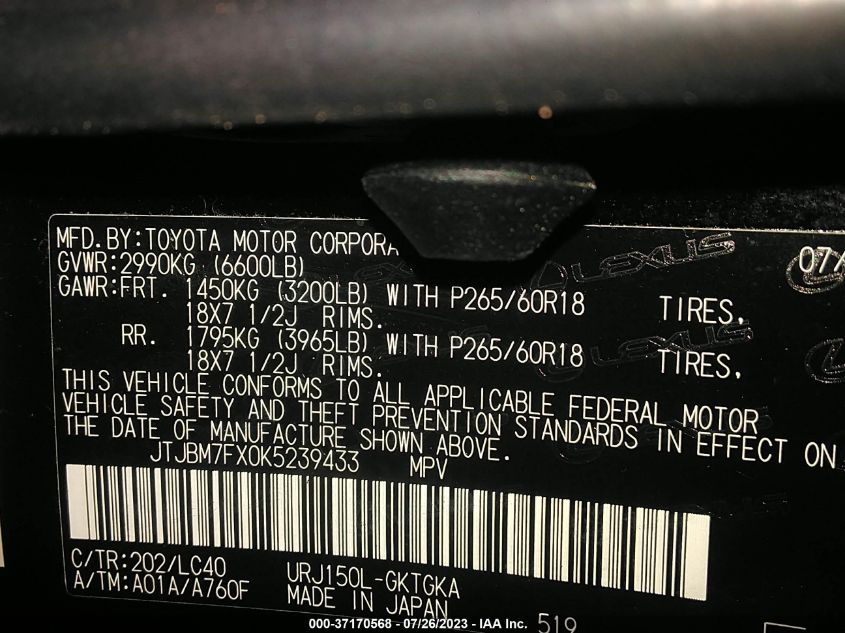 MFD.BY:TOYOTA MOTOR CORPORA 07/
GVWR:2990KG (6600LB)
LEXUS
GAWR:FRT. 1450KG (3200LB) WITH P265/60R18 TIRES,
18X7 1/2J RIMS.
RR. 1795KG (3965LB) WITH P265/60R18 TIRES,
18X7 1/2J RIMS.
LEXUS
THIS VEHICLE CONFORMS TO ALL APPLICABLE FEDERAL MOTOR
VEHICLE SAFETY AND THEFT PREVENTION STANDARDS IN EFFECT ON
THE DATE OF MANUFACTURE SHOWN ABOVE.
JTJBM7FX0K5239433 MPV
C/TR:202/LC40 URJ150L-GKTGKA
A/TM:A01A/A760F MADE IN JAPAN
519
000-37170568 - 07/26/2023 - IAA Inc.